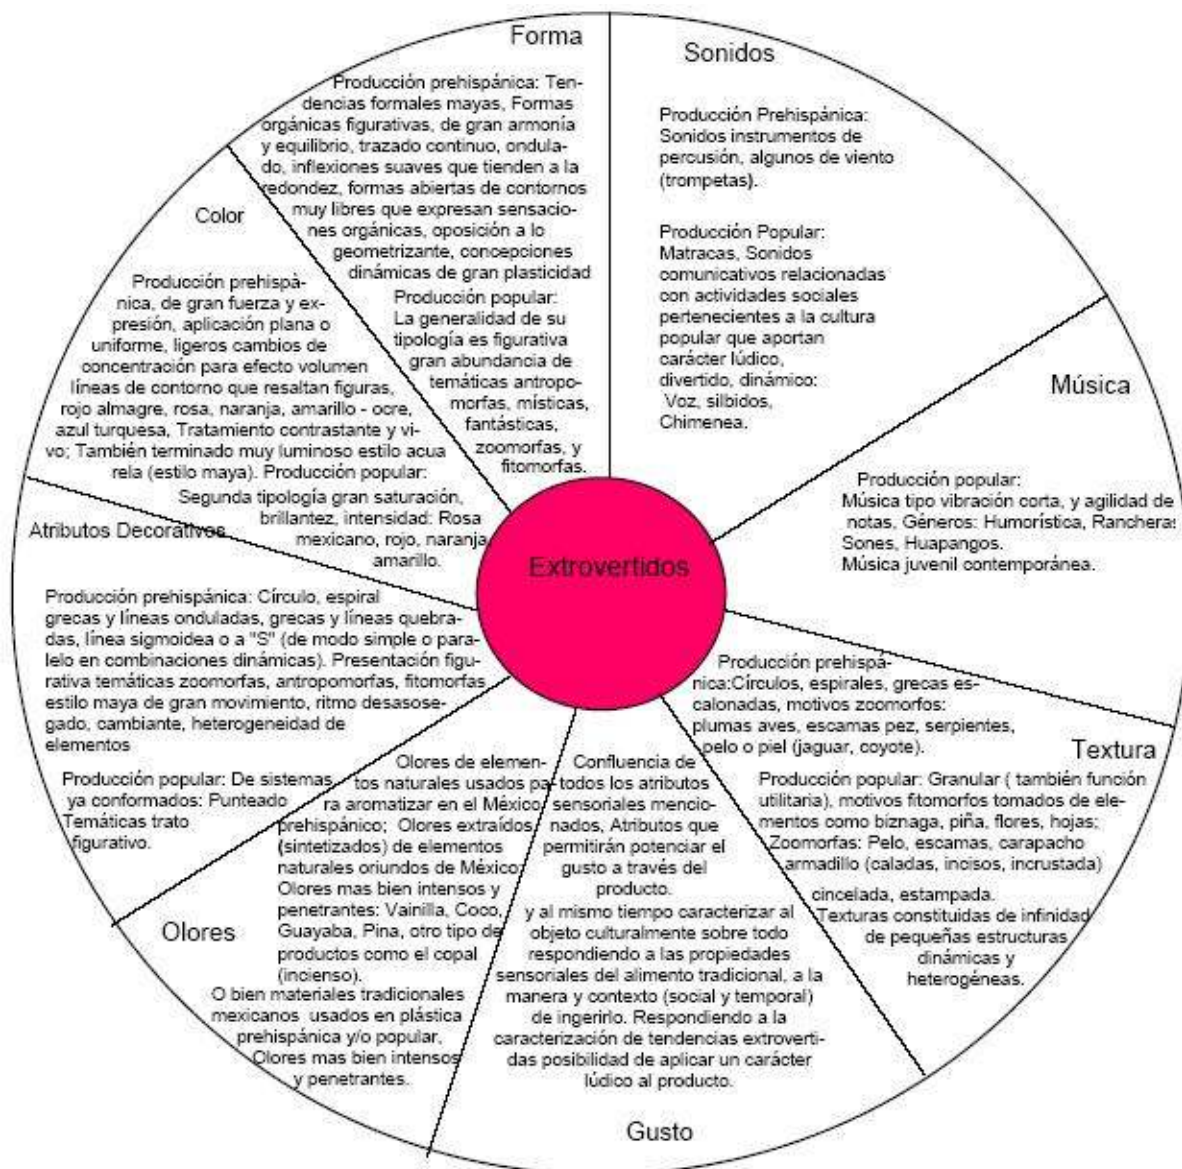 Forma
Producción prehispánica: Ten-
dencias formales mayas, Formas
orgánicas figurativas, de gran armonía
y equilibrio, trazado continuo, ondula-
do, inflexiones suaves que tienden a la
redondez, formas abiertas de contornos
muy libres que expresan sensacio-
nes orgánicas, oposición a lo
geometrizante, concepciones
dinámicas de gran plasticidad
Producción popular:
La generalidad de su
tipología es figurativa
gran abundancia de
temáticas antropo-
morfas, místicas,
fantásticas,
zoomorfas, y
fitomorfas.
Sonidos
Producción Prehispánica:
Sonidos instrumentos de
percusión, algunos de viento
(trompetas).
Producción Popular:
Matracas, Sonidos
comunicativos relacionadas
con actividades sociales
pertenecientes a la cultura
popular que aportan
carácter lúdico,
divertido, dinámico:
Voz, silbidos,
Chimenea.
Música
Producción popular:
Música tipo vibración corta, y agilidad de
notas, Géneros: Humorística, Rancheras
Sones, Huapangos.
Música juvenil contemporánea.
Textura
Producción prehispá-
nica:Círculos, espirales, grecas es-
calonadas, motivos zoomorfos:
plumas aves, escamas pez, serpientes,
pelo o piel (jaguar, coyote).
Producción popular: Granular ( también función
utilitaria), motivos fitomorfos tomados de ele-
mentos como biznaga, piña, flores, hojas;
Zoomorfas: Pelo, escamas, carapacho
armadillo (caladas, incisos, incrustada)
cincelada, estampada.
Texturas constituidas de infinidad
de pequeñas estructuras
dinámicas y
heterogéneas.
Gusto
Confluencia de
todos los atributos
sensoriales mencio-
nados, Atributos que
permitirán potenciar el
gusto a través del
producto.
y al mismo tiempo caracterizar al
objeto culturalmente sobre todo
respondiendo a las propiedades
sensoriales del alimento tradicional, a la
manera y contexto (social y temporal)
de ingerirlo. Respondiendo a la
caracterización de tendencias extroverti-
das posibilidad de aplicar un carácter
lúdico al producto.
Olores
Olores de elemen-
tos naturales usados pa-
ra aromatizar en el México
prehispánico; Olores extraídos
(sintetizados) de elementos
naturales oriundos de México
Olores mas bien intensos y
penetrantes: Vainilla, Coco,
Guayaba, Pina, otro tipo de
productos como el copal
(incienso).
O bien materiales tradicionales
mexicanos usados en plástica
prehispánica y/o popular,
Olores mas bien intensos
y penetrantes.
Atributos Decorativos
Producción prehispánica: Círculo, espiral
grecas y líneas onduladas, grecas y líneas quebra-
das, línea sigmoidea o a "S" (de modo simple o para-
lelo en combinaciones dinámicas). Presentación figu-
rativa temáticas zoomorfas, antropomorfas, fitomorfas
estilo maya de gran movimiento, ritmo desasose-
gado, cambiante, heterogeneidad de
elementos
Producción popular: De sistemas
ya conformados: Punteado
Temáticas trato
figurativo.
Color
Producción prehispà-
nica, de gran fuerza y ex-
presión, aplicación plana o
uniforme, ligeros cambios de
concentración para efecto volumen
líneas de contorno que resaltan figuras,
rojo almagre, rosa, naranja, amarillo - ocre,
azul turquesa, Tratamiento contrastante y vi-
vo; También terminado muy luminoso estilo acua
rela (estilo maya). Producción popular:
Segunda tipología gran saturación,
brillantez, intensidad: Rosa
mexicano, rojo, naranja
amarillo.
Extrovertidos